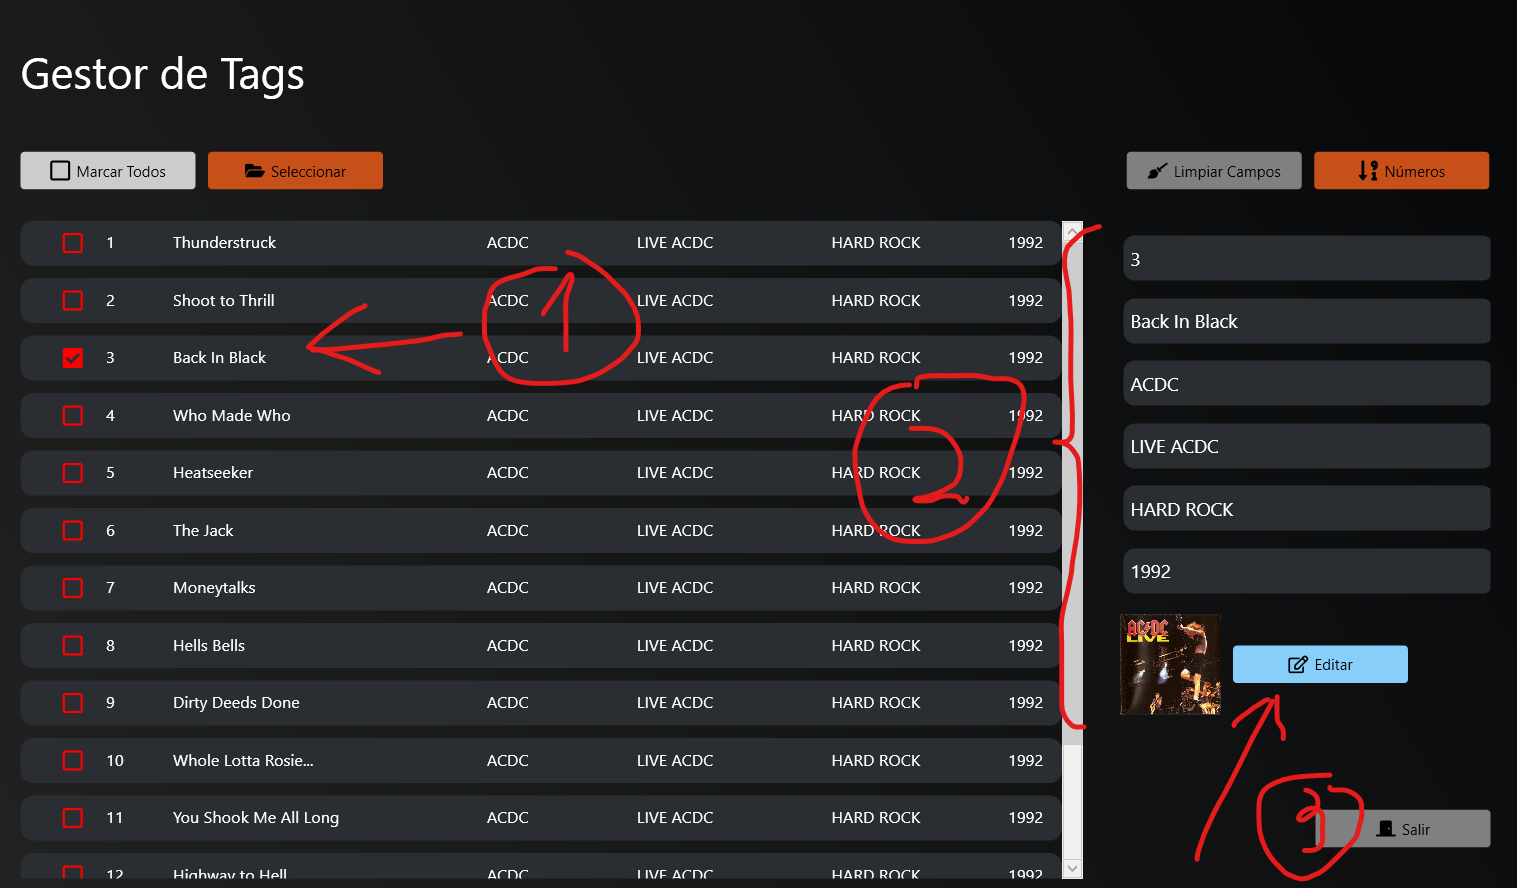 Gestor de Tags
Marcar Todos
Seleccionar
Limpiar Campos
Números
1 Thunderstruck ACDC LIVE ACDC HARD ROCK 1992
2 Shoot to Thrill ACDC LIVE ACDC HARD ROCK 1992
3 Back In Black ACDC LIVE ACDC HARD ROCK 1992
4 Who Made Who ACDC LIVE ACDC HARD ROCK 1992
5 Heatseeker ACDC LIVE ACDC HARD ROCK 1992
6 The Jack ACDC LIVE ACDC HARD ROCK 1992
7 Moneytalks ACDC LIVE ACDC HARD ROCK 1992
8 Hells Bells ACDC LIVE ACDC HARD ROCK 1992
9 Dirty Deeds Done ACDC LIVE ACDC HARD ROCK 1992
10 Whole Lotta Rosie... ACDC LIVE ACDC HARD ROCK 1992
11 You Shook Me All Long ACDC LIVE ACDC HARD ROCK 1992
12 Highway to Hell ACDC LIVE ACDC HARD ROCK 1992
1
2
3
Back In Black
ACDC
LIVE ACDC
HARD ROCK
1992
AC/DC
LIVE
Editar
3
Salir